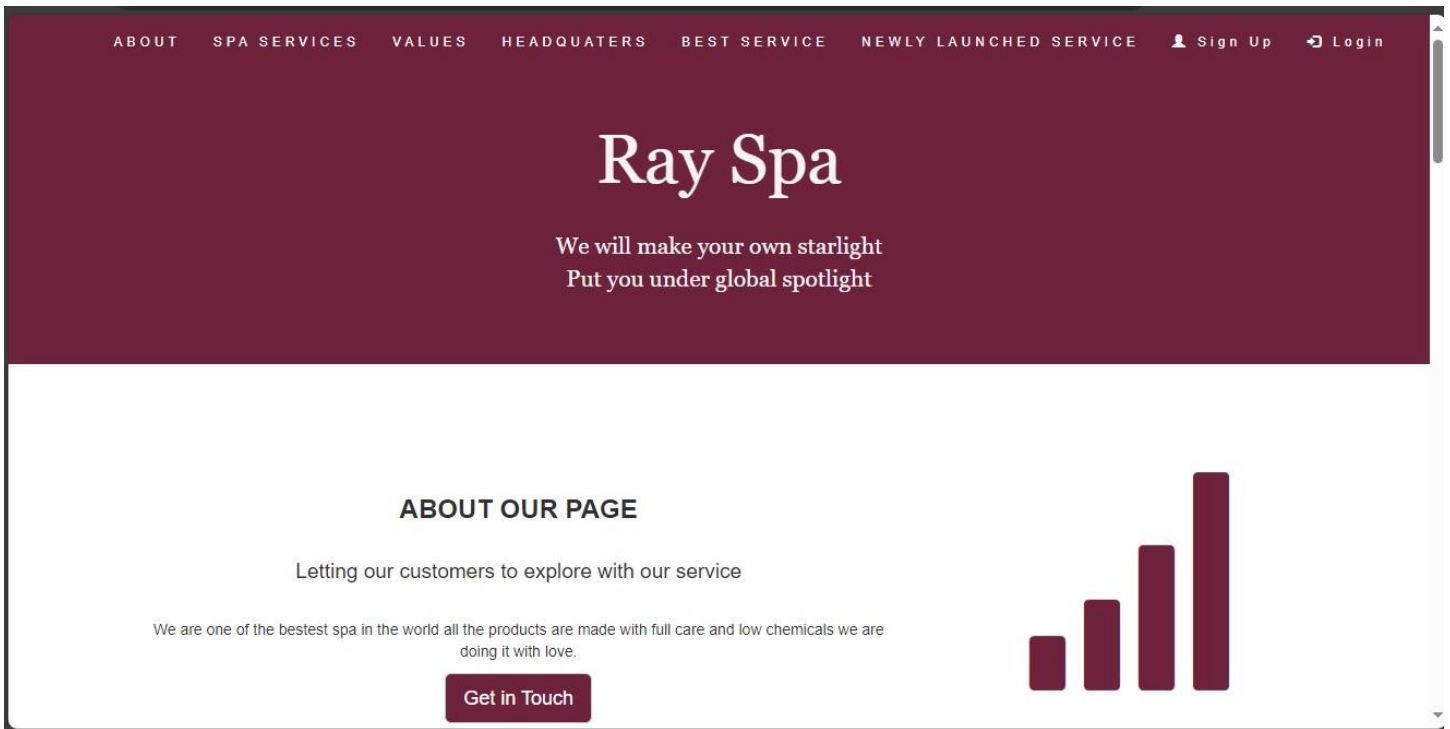 ABOUT SPA SERVICES VALUES HEADQUATERS BEST SERVICE NEWLY LAUNCHED SERVICE Sign Up Login
Ray Spa
We will make your own starlight
Put you under global spotlight
ABOUT OUR PAGE
Letting our customers to explore with our service
We are one of the bestest spa in the world all the products are made with full care and low chemicals we are
doing it with love.
Get in Touch